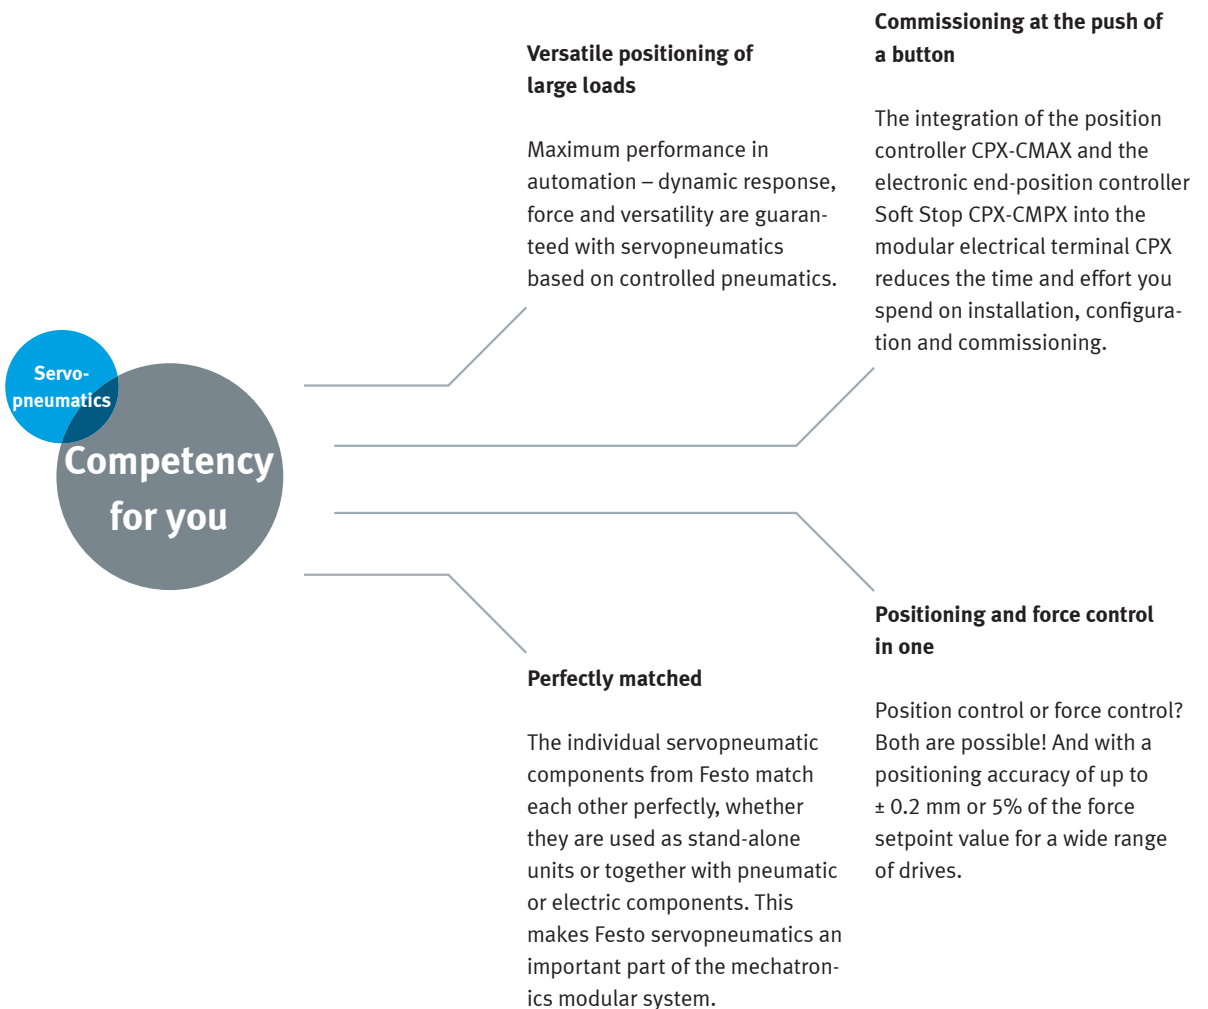 Servo-
pneumatics
Competency
for you
Versatile positioning of
large loads
Maximum performance in
automation – dynamic response,
force and versatility are guaran-
teed with servopneumatics
based on controlled pneumatics.
Commissioning at the push of
a button
The integration of the position
controller CPX-CMAX and the
electronic end-position controller
Soft Stop CPX-CMPX into the
modular electrical terminal CPX
reduces the time and effort you
spend on installation, configura-
tion and commissioning.
Perfectly matched
The individual servopneumatic
components from Festo match
each other perfectly, whether
they are used as stand-alone
units or together with pneumatic
or electric components. This
makes Festo servopneumatics an
important part of the mechatron-
ics modular system.
Positioning and force control
in one
Position control or force control?
Both are possible! And with a
positioning accuracy of up to
± 0.2 mm or 5% of the force
setpoint value for a wide range
of drives.